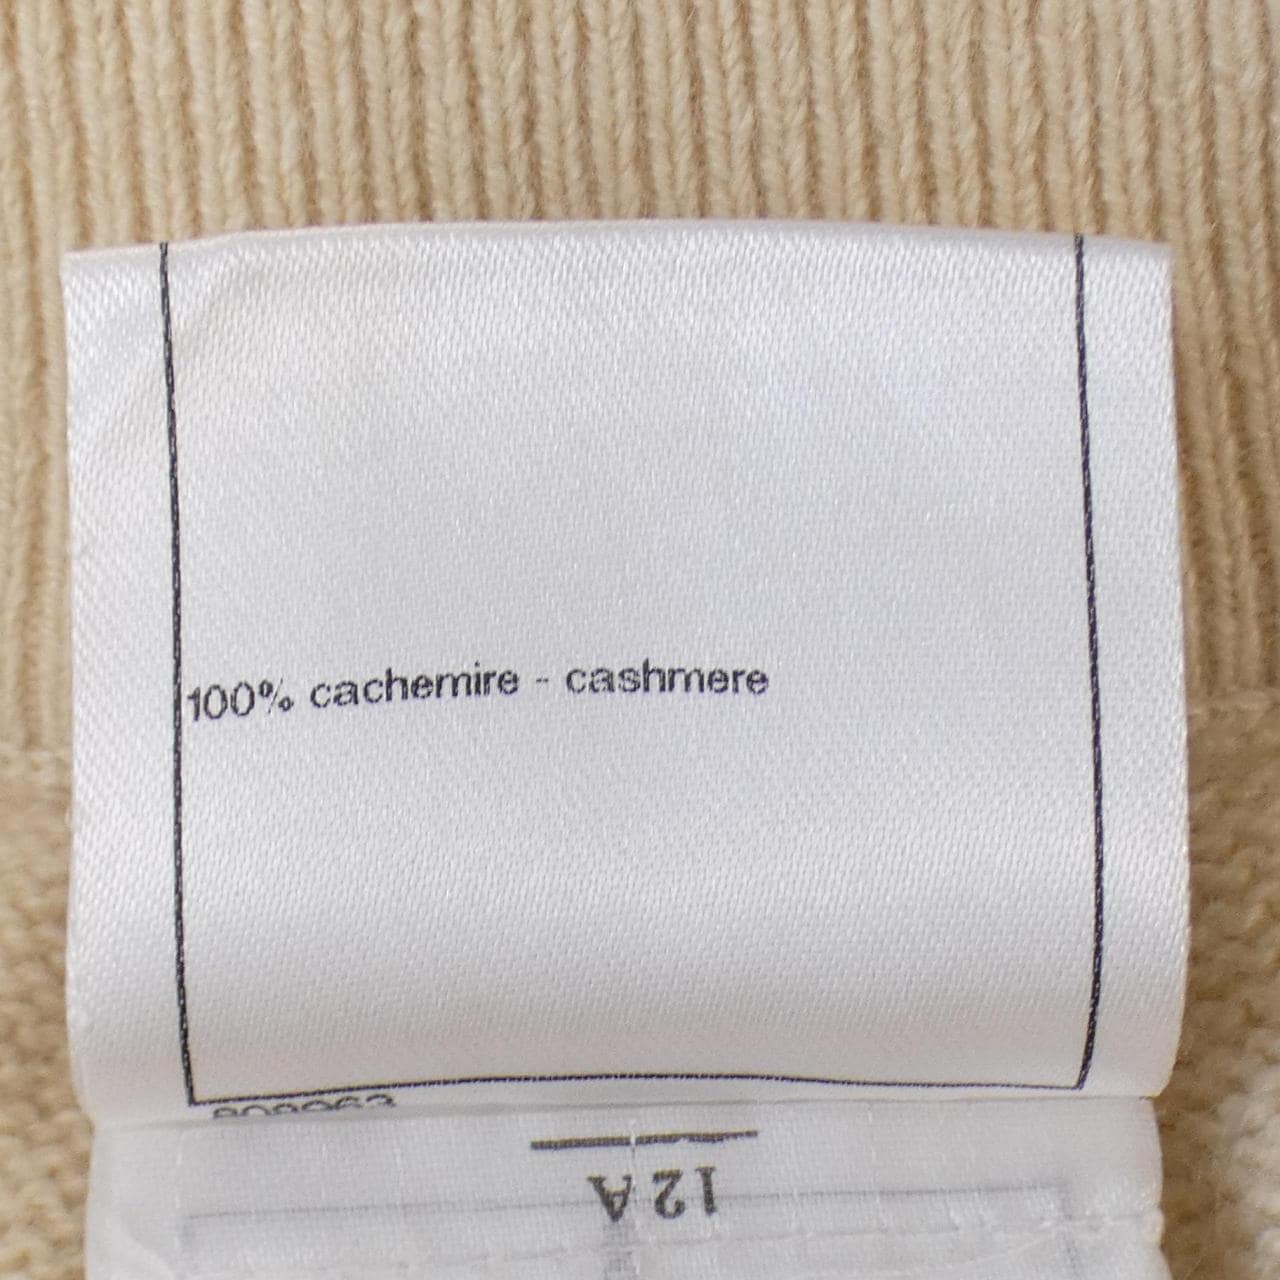 100% cachemire - cashmere
12A